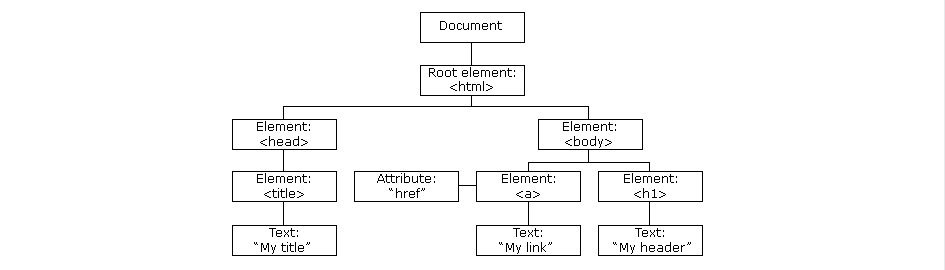 Document
Root element:
<html>
Element:
<head>
Element:
<body>
Element:
<title>
Attribute:
“href”
Element:
<a>
Element:
<h1>
Text:
“My title”
Text:
“My link”
Text:
“My header”